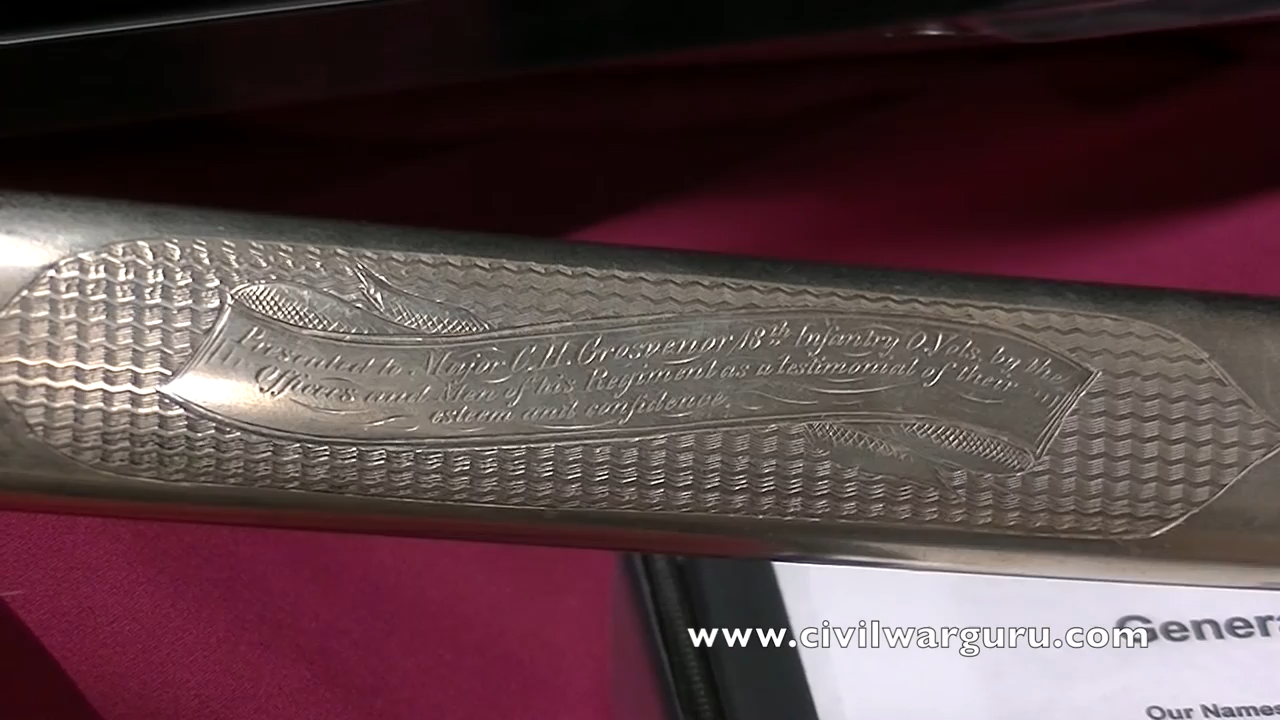 Presented to Major C.H. Grosvenor 18th Infantry O.Vols, by the
Officers and Men of his Regiment as a testimonial of their
esteem and confidence.
www.civilwarguru.com
Genera
Our Names